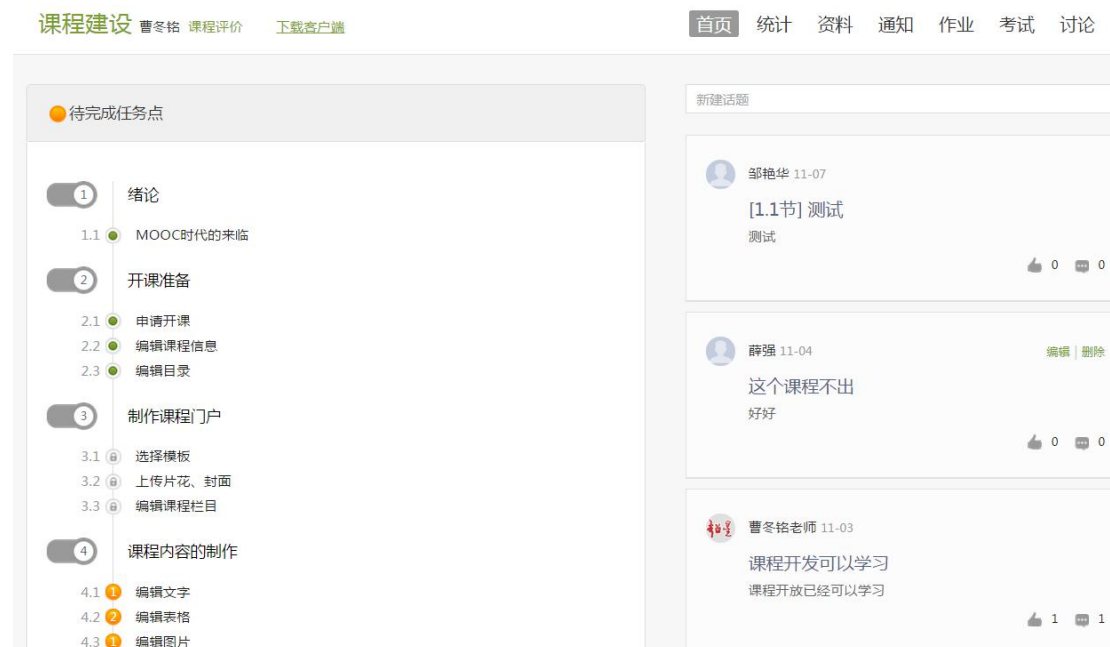 课程建设 曹冬铭 课程评价 下载客户端
首页 统计 资料 通知 作业 考试 讨论
待完成任务点
1 绪论
1.1 MOOC时代的来临
2 开课准备
2.1 申请开课
2.2 编辑课程信息
2.3 编辑目录
3 制作课程门户
3.1 选择模板
3.2 上传片花、封面
3.3 编辑课程栏目
4 课程内容的制作
4.1 1 编辑文字
4.2 2 编辑表格
4.3 1 编辑图片
新建话题
邹艳华 11-07
[1.1节] 测试
测试
0 0
薛强 11-04 编辑 | 删除
这个课程不出
好好
0 0
曹冬铭老师 11-03
课程开发可以学习
课程开放已经可以学习
1 1